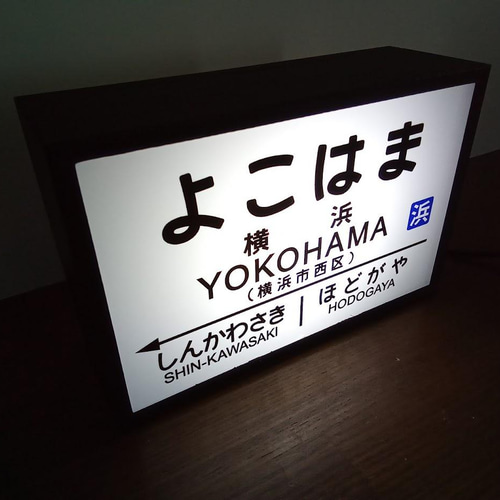 よこはま
横浜
浜
YOKOHAMA
(横浜市西区)
しんかわさき ほどがや
SHIN-KAWASAKI HODOGAYA